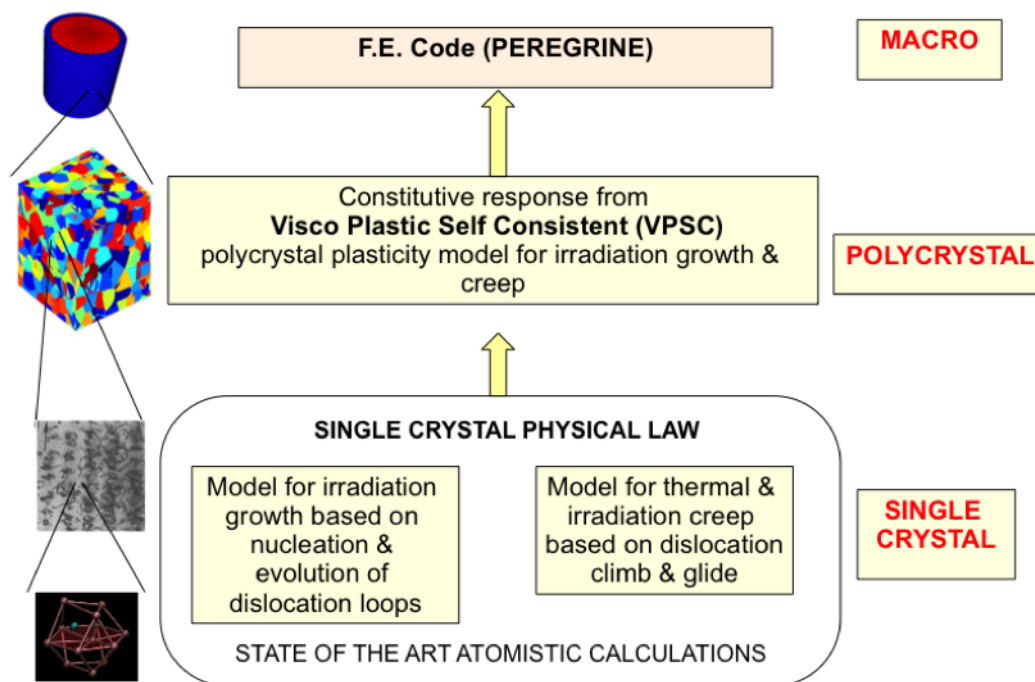 F.E. Code (PEREGRINE)
MACRO
Constitutive response from
Visco Plastic Self Consistent (VPSC)
polycrystal plasticity model for irradiation growth &
creep
POLYCRYSTAL
SINGLE CRYSTAL PHYSICAL LAW
Model for irradiation
growth based on
nucleation &
evolution of
dislocation loops
Model for thermal &
irradiation creep
based on dislocation
climb & glide
SINGLE
CRYSTAL
STATE OF THE ART ATOMISTIC CALCULATIONS